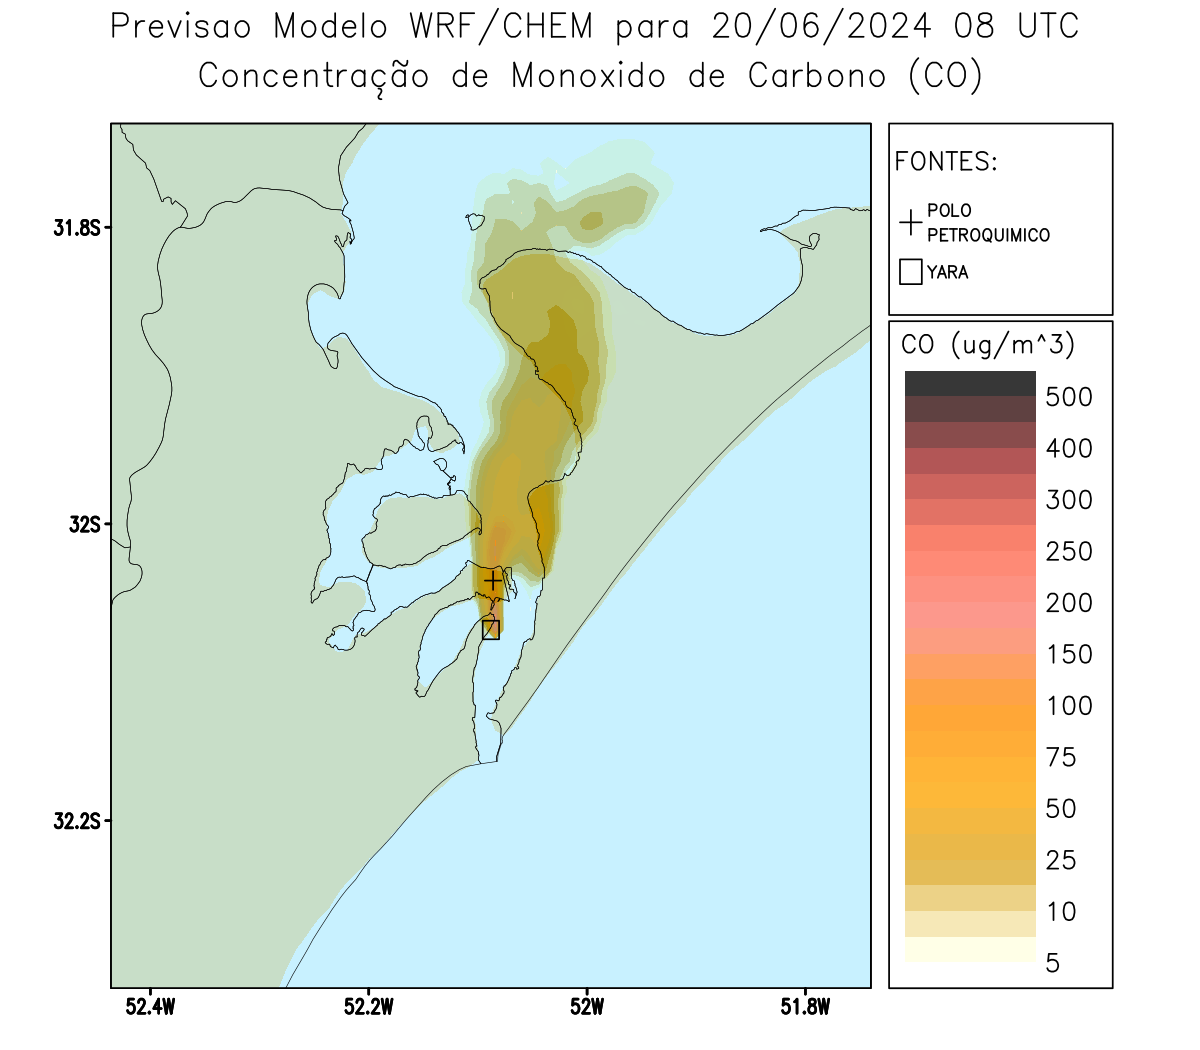 Previsao Modelo WRF/CHEM para 20/06/2024 08 UTC
Concentração de Monoxido de Carbono (CO)
FONTES:
POLO
PETROQUIMICO
YARA
CO (ug/m^3)
500
400
300
250
200
150
100
75
50
25
10
5
31.8S
32S
32.2S
52.4W
52.2W
52W
51.8W